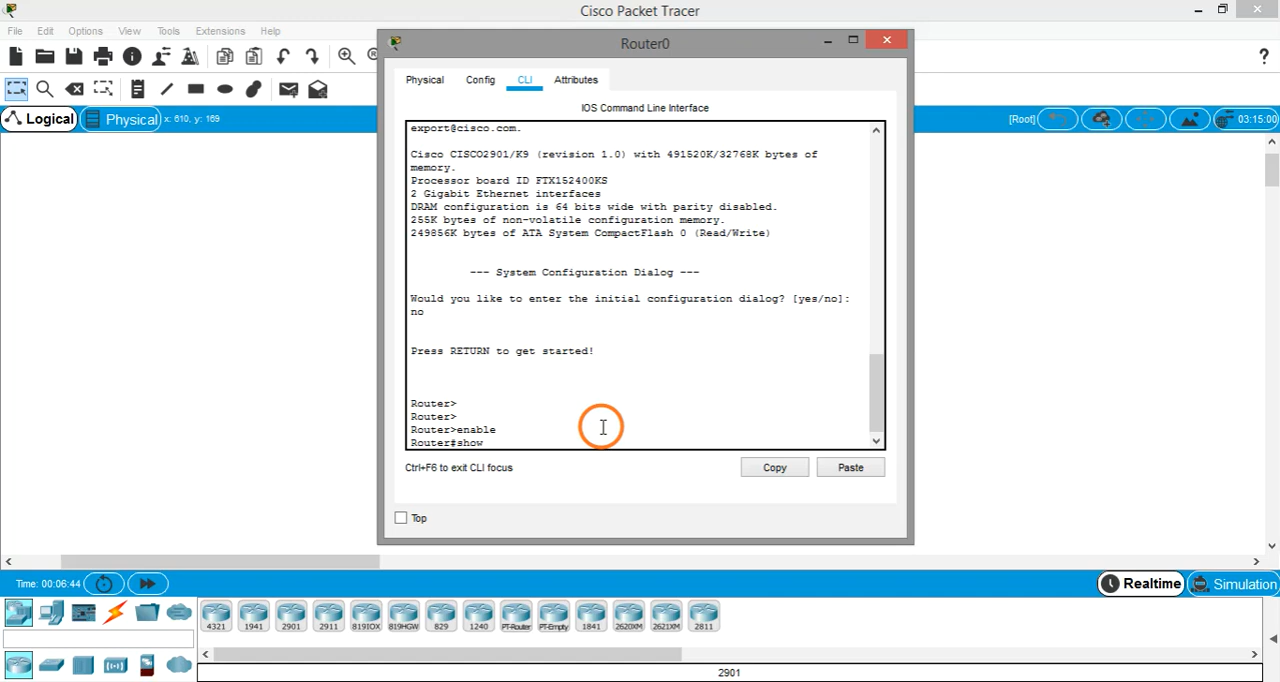 Cisco Packet Tracer
File Edit Options View Tools Extensions Help
Router0
Physical Config CLI Attributes
Logical Physical x: 610, y: 169
[Root] 03:15:00
IOS Command Line Interface
export@cisco.com.
Cisco CISCO2901/K9 (revision 1.0) with 491520K/32768K bytes of
memory.
Processor board ID FTX152400KS
2 Gigabit Ethernet interfaces
DRAM configuration is 64 bits wide with parity disabled.
255K bytes of non-volatile configuration memory.
249856K bytes of ATA System CompactFlash 0 (Read/Write)
--- System Configuration Dialog ---
Would you like to enter the initial configuration dialog? [yes/no]:
no
Press RETURN to get started!
Router>
Router>
Router>enable
Router#show
Ctrl+F6 to exit CLI focus
Copy Paste
Top
Time: 00:06:44
Realtime Simulation
4321 1941 2901 2911 819IOX 819HGW 829 1240 PT-Router PT-Empty 1841 2620XM 2621XM 2811
2901